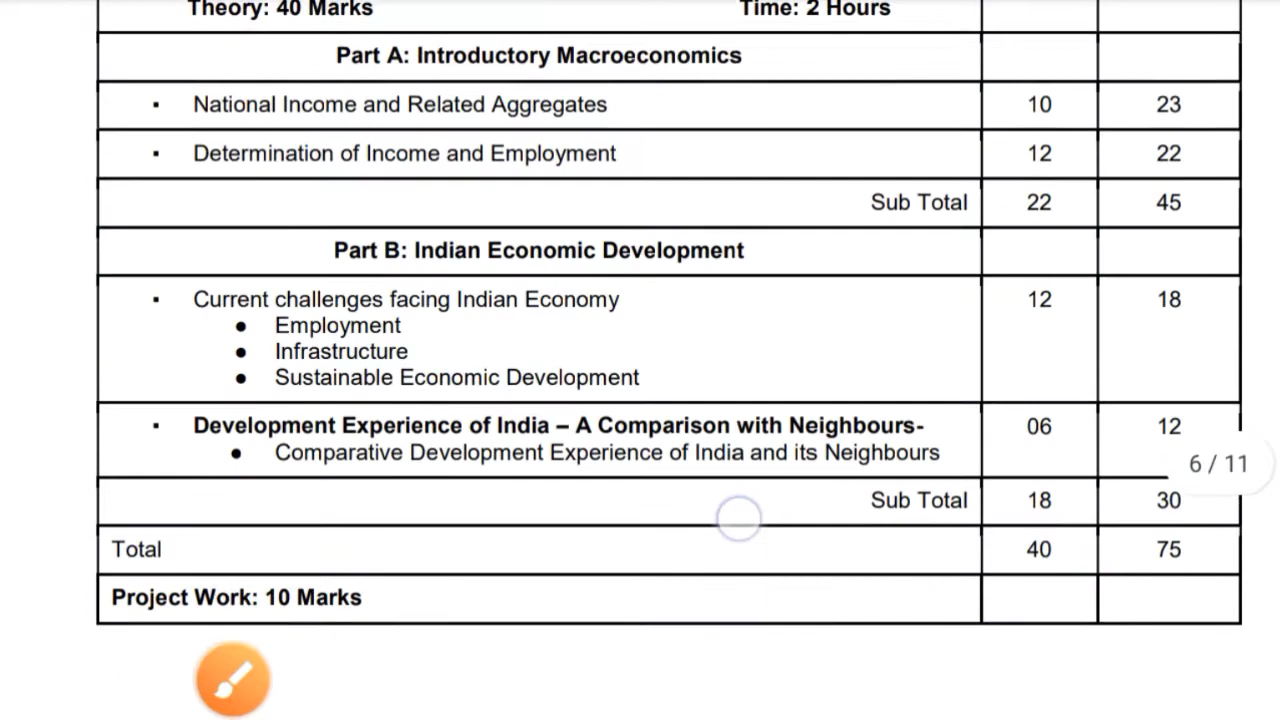 Theory: 40 Marks Time: 2 Hours
Part A: Introductory Macroeconomics
▪ National Income and Related Aggregates 10 23
▪ Determination of Income and Employment 12 22
Sub Total 22 45
Part B: Indian Economic Development
▪ Current challenges facing Indian Economy 12 18
● Employment
● Infrastructure
● Sustainable Economic Development
▪ Development Experience of India – A Comparison with Neighbours- 06 12
● Comparative Development Experience of India and its Neighbours
6 / 11
Sub Total 18 30
Total 40 75
Project Work: 10 Marks